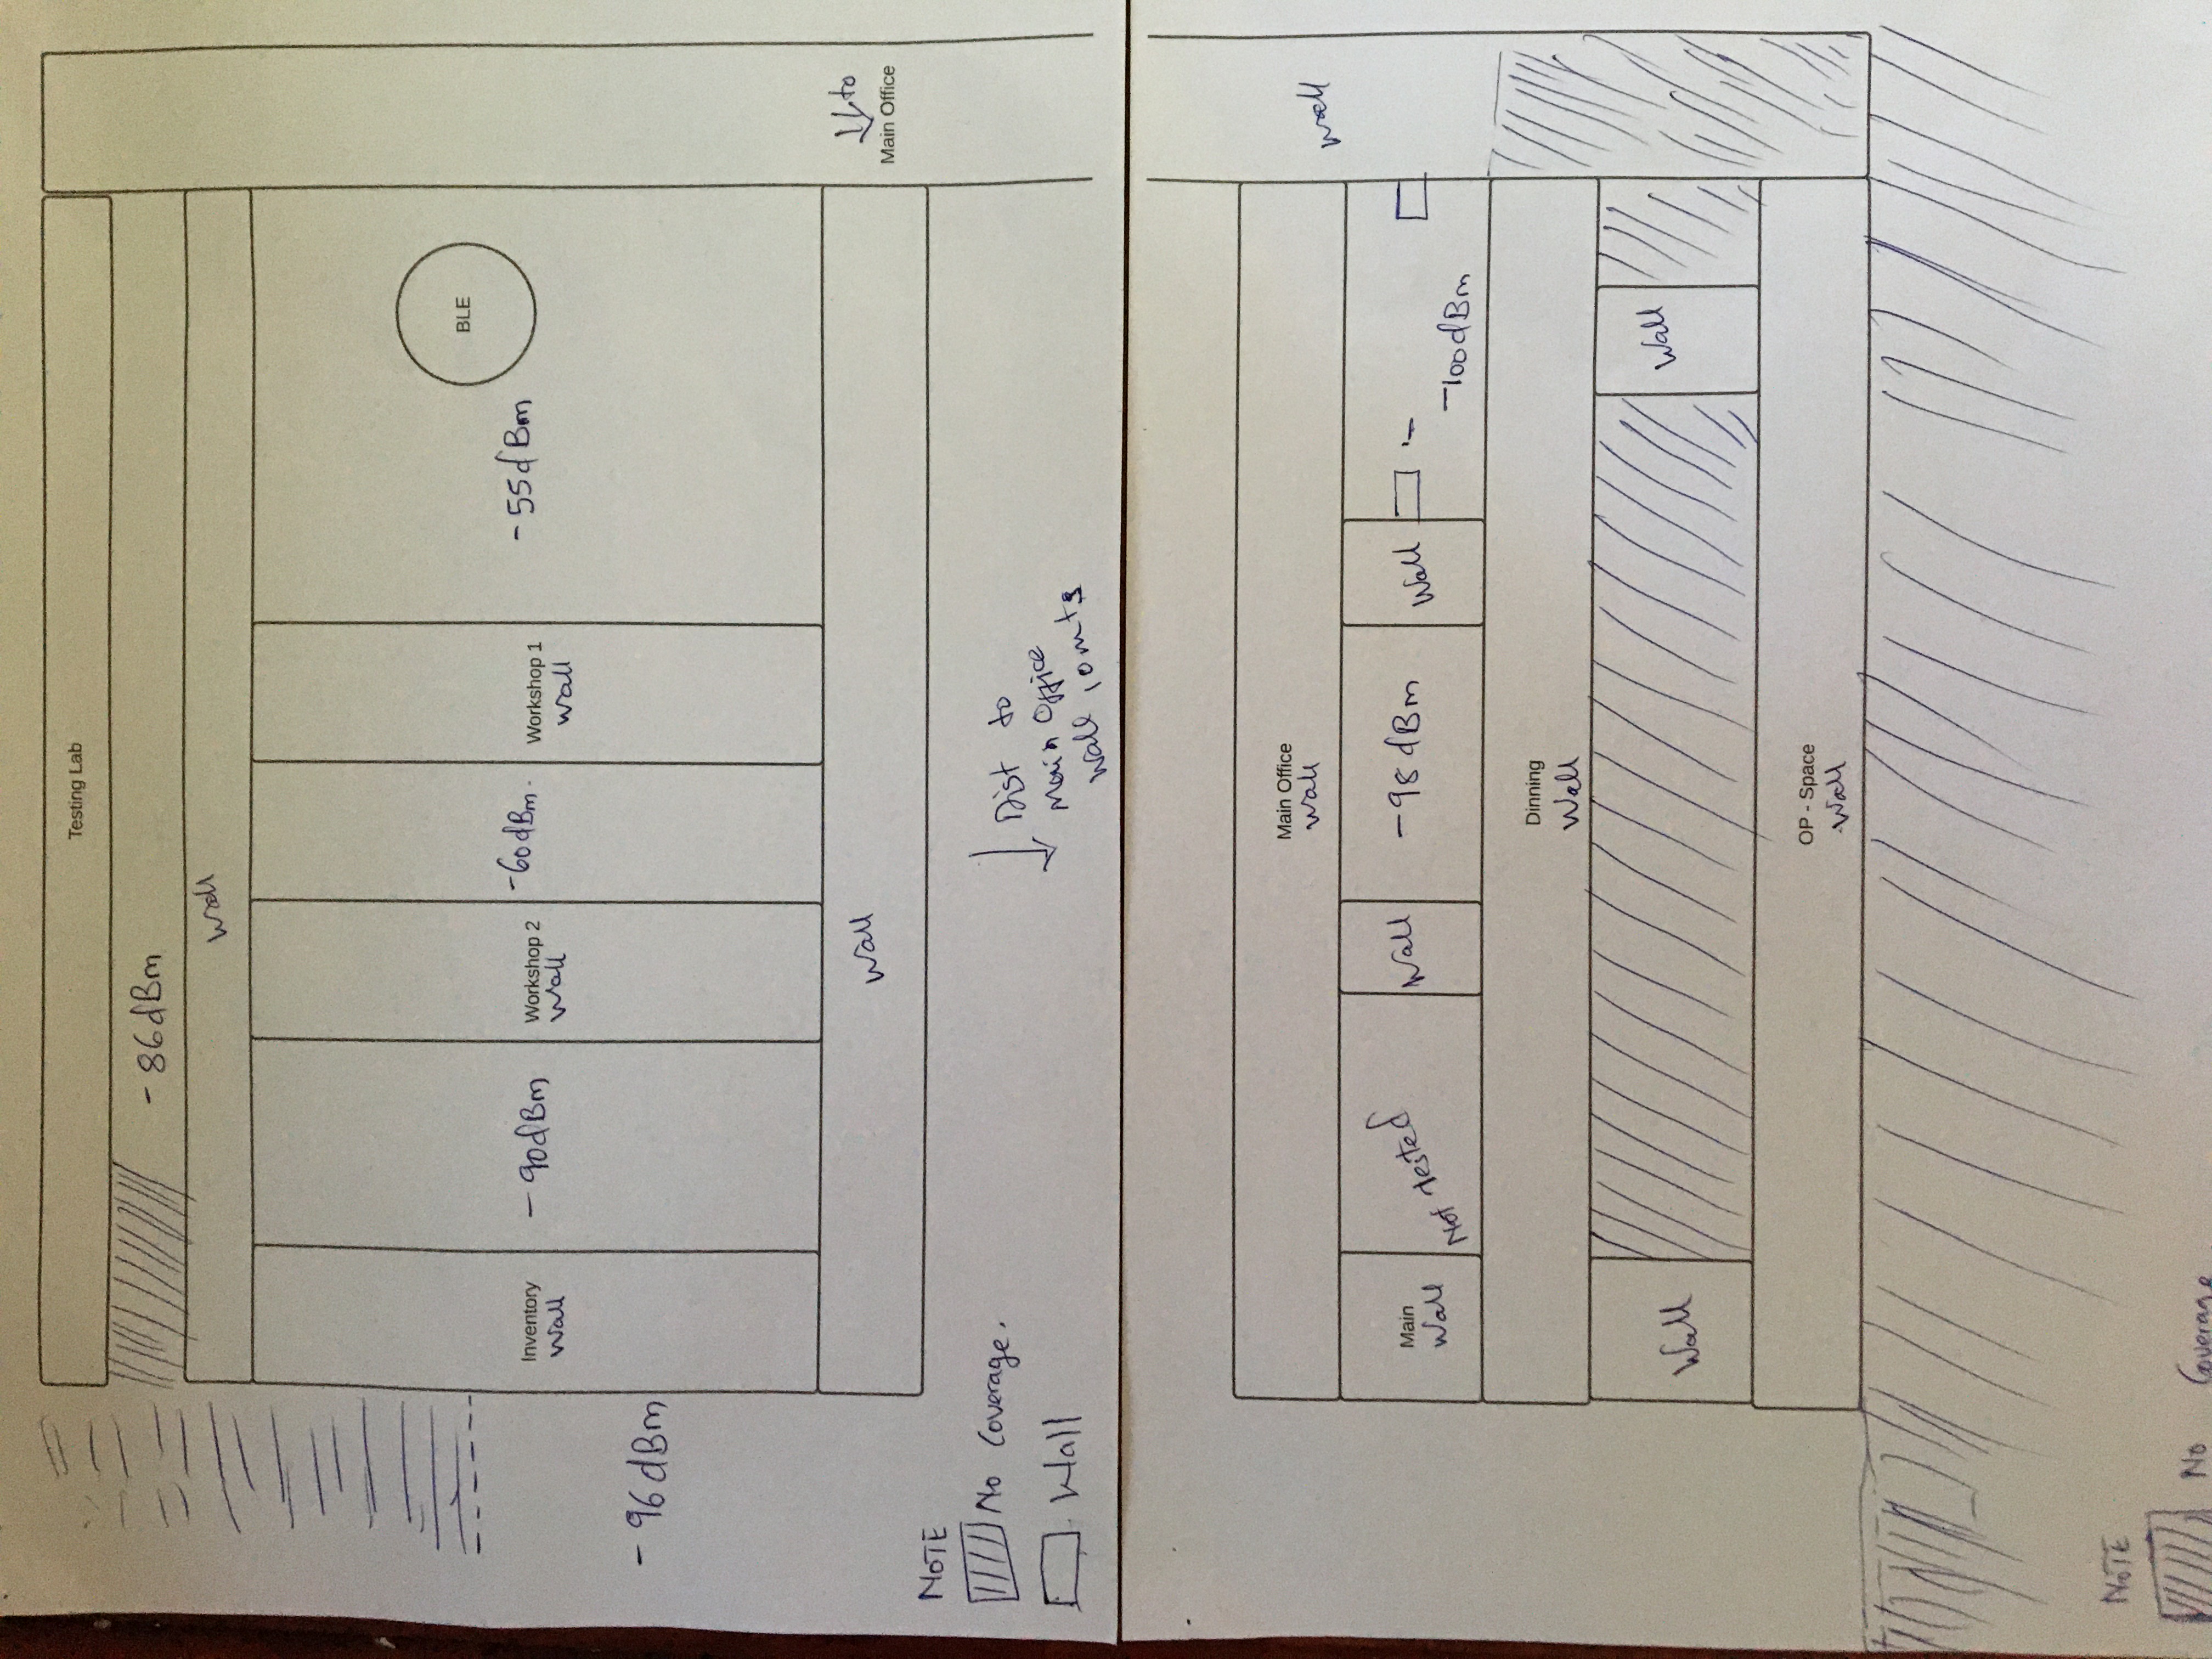 Testing Lab
-86dBm
Wall
BLE
Inventory
Wall
-90dBm
Workshop 2
Wall
-60dBm.
Workshop 1
Wall
-55dBm
-96dBm
Wall
to
Main Office
NOTE
No Coverage.
Wall
Dist to
Main Office
Wall 10mts
Main Office
Wall
Wall
Main
Wall
Not Tested
Wall
-98dBm
Wall
-100dBm
Dinning
Wall
Wall
Wall
OP - Space
Wall
NOTE
No Coverage